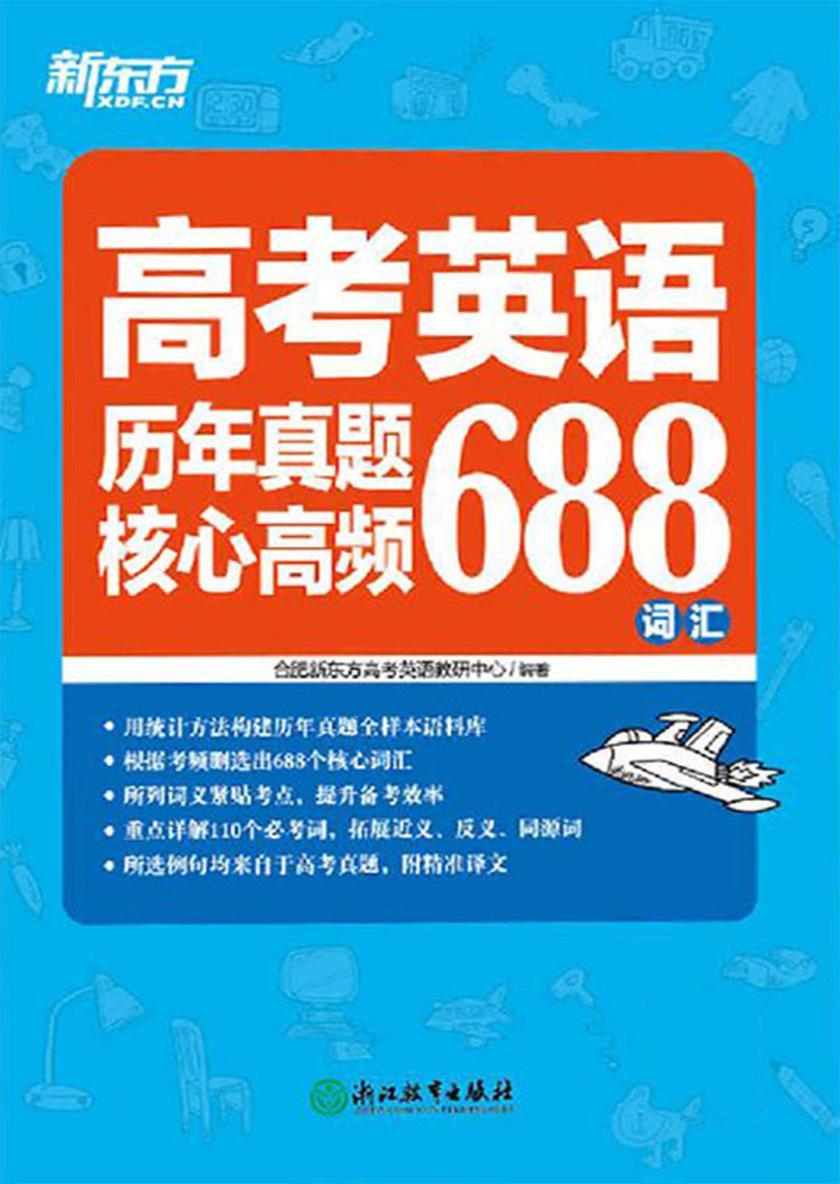 新东方
XDF.CN
高考英语
历年真题
核心高频
688
词汇
合肥新东方高考英语教研中心/编著
• 用统计方法构建历年真题全样本语料库
• 根据考频甄选出688个核心词汇
• 所列词义紧贴考点，提升备考效率
• 重点详解110个必考词，拓展近义、反义、同源词
• 所选例句均来自于高考真题，附精准译文
浙江教育出版社